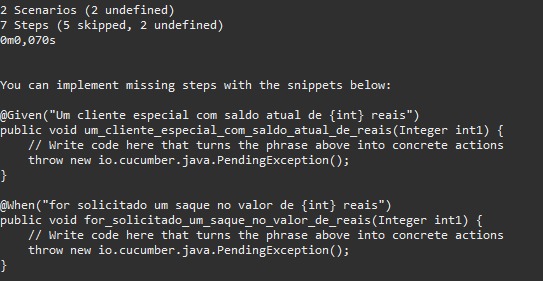 2 Scenarios (2 undefined)
7 Steps (5 skipped, 2 undefined)
0m0,070s
You can implement missing steps with the snippets below:
@Given("Um cliente especial com saldo atual de {int} reais")
public void um_cliente_especial_com_saldo_atual_de_reais(Integer int1) {
    // Write code here that turns the phrase above into concrete actions
    throw new io.cucumber.java.PendingException();
}
@When("for solicitado um saque no valor de {int} reais")
public void for_solicitado_um_saque_no_valor_de_reais(Integer int1) {
    // Write code here that turns the phrase above into concrete actions
    throw new io.cucumber.java.PendingException();
}